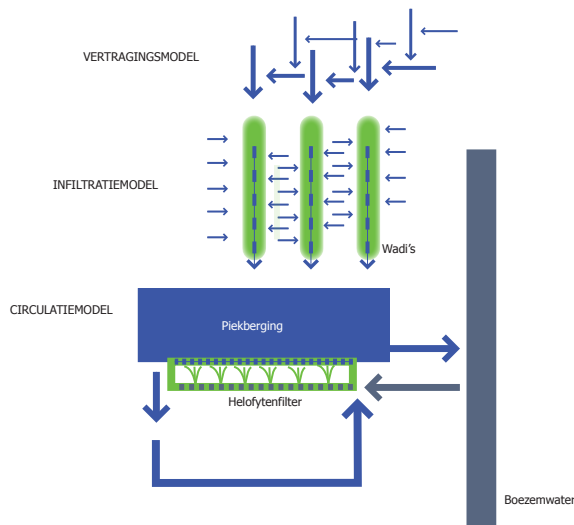 VERTRAGINGSMODEL
INFILTRATIEMODEL
Wadi's
CIRCULATIEMODEL
Piekberging
Helofytenfilter
Boezemwater